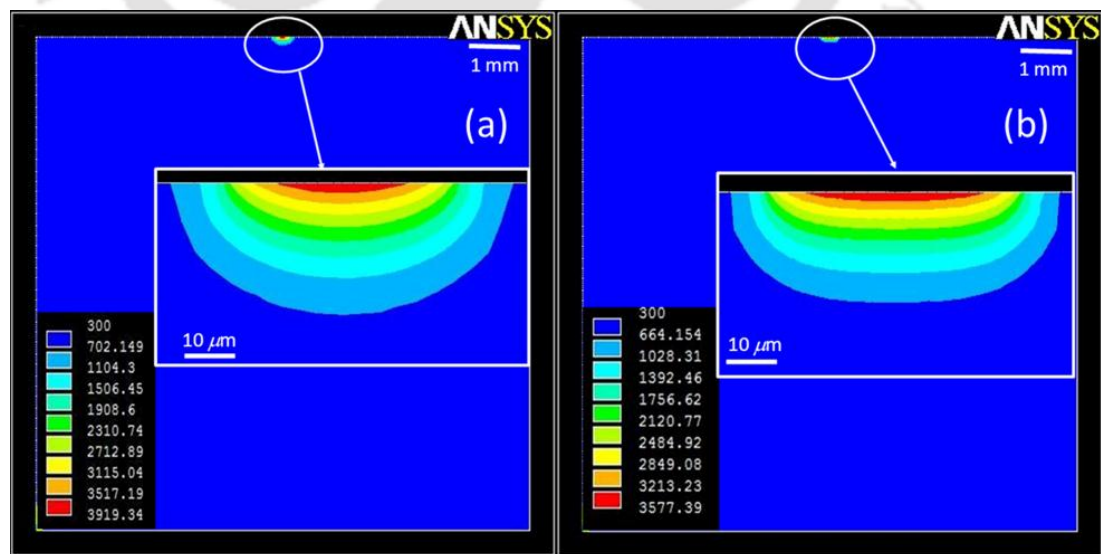 ANSYS
1 mm
(a)
10 μm
300
702.149
1104.3
1506.45
1908.6
2310.74
2712.89
3115.04
3517.19
3919.34
ANSYS
1 mm
(b)
10 μm
300
664.154
1028.31
1392.46
1756.62
2120.77
2484.92
2849.08
3213.23
3577.39